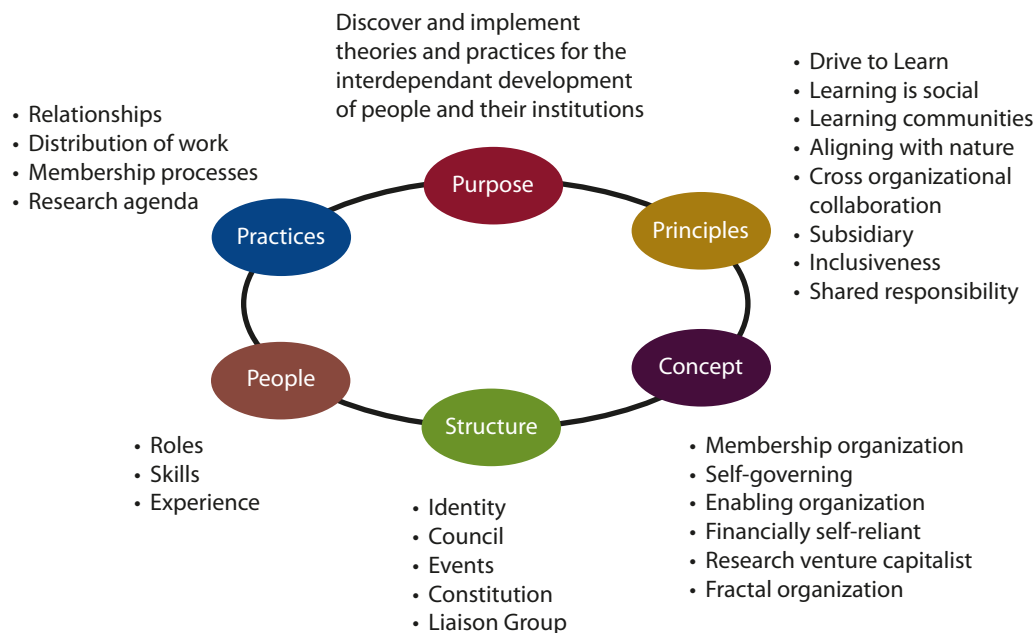 Discover and implement
theories and practices for the
interdependant development
of people and their institutions
• Relationships
• Distribution of work
• Membership processes
• Research agenda
• Drive to Learn
• Learning is social
• Learning communities
• Aligning with nature
• Cross organizational
collaboration
• Subsidiary
• Inclusiveness
• Shared responsibility
Purpose
Practices
Principles
People
Concept
Structure
• Roles
• Skills
• Experience
• Identity
• Council
• Events
• Constitution
• Liaison Group
• Membership organization
• Self-governing
• Enabling organization
• Financially self-reliant
• Research venture capitalist
• Fractal organization